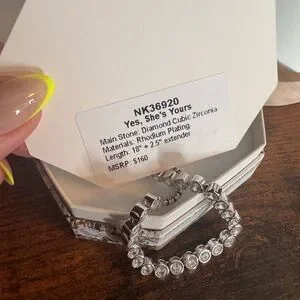 NK36920
Yes, She's Yours
Main Stone: Diamond Cubic Zirconia
Materials: Rhodium Plating
Length: 18" + 2.5" extender
MSRP: $160